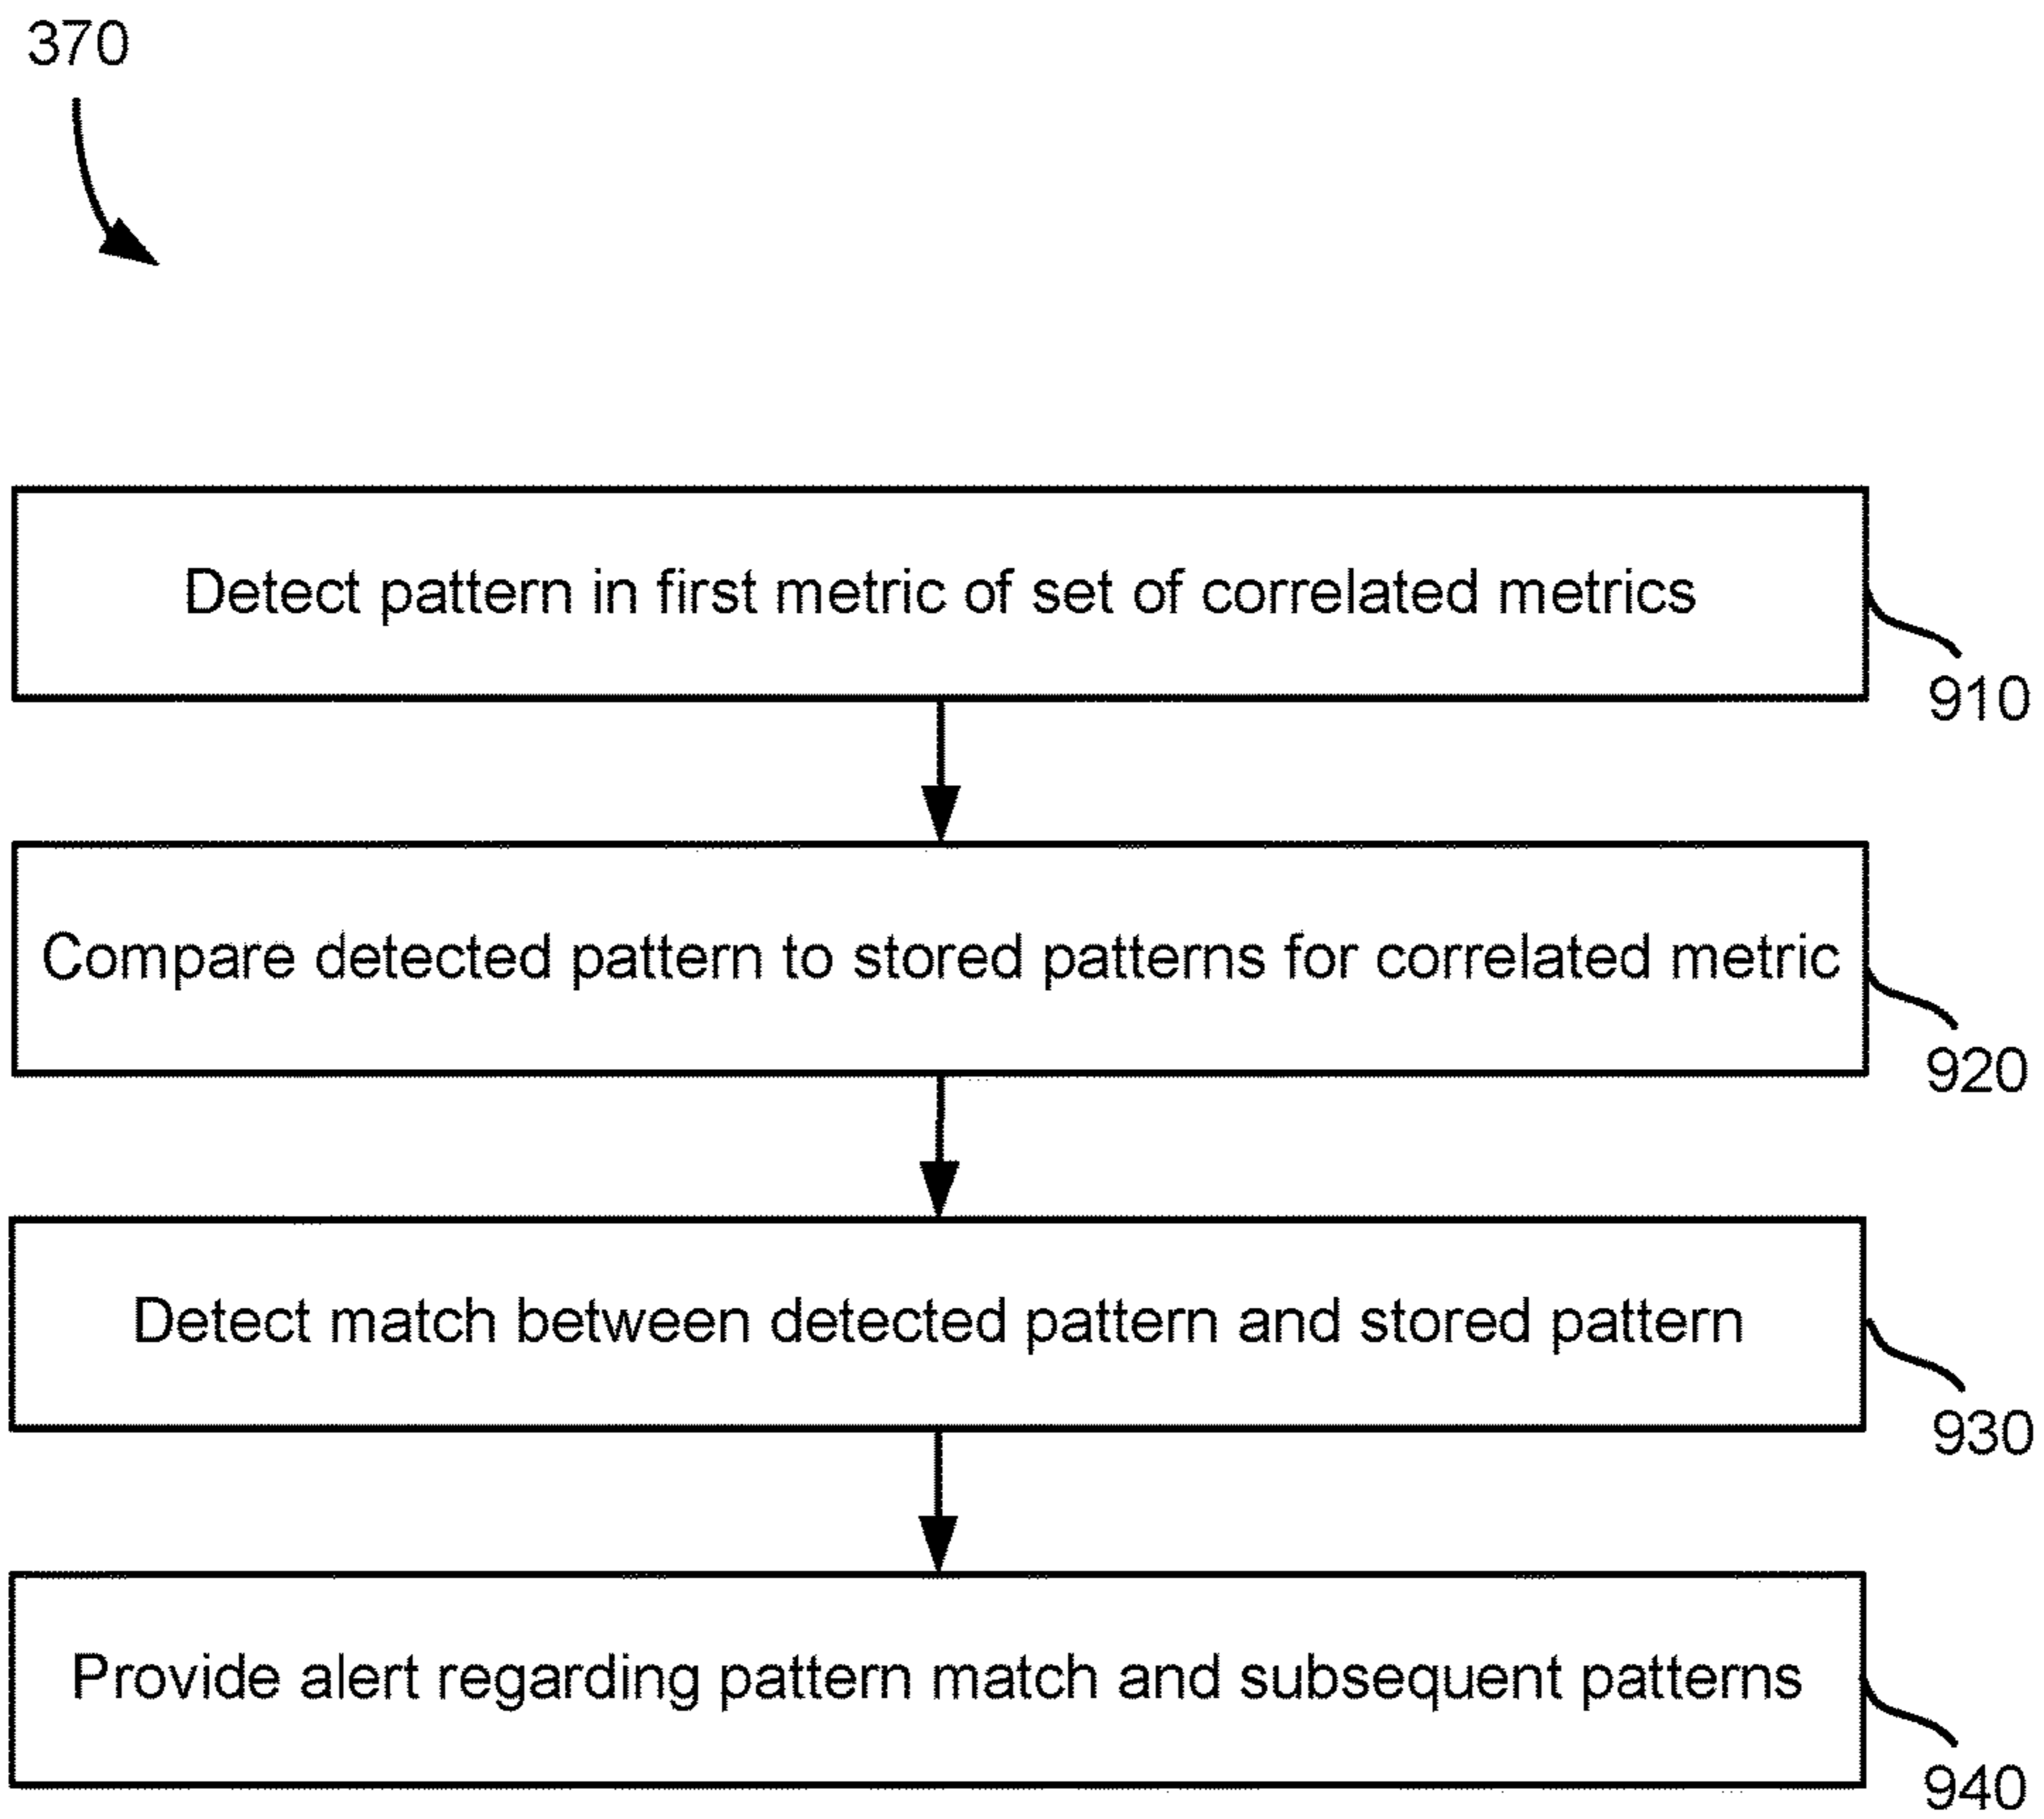 370
Detect pattern in first metric of set of correlated metrics
910
Compare detected pattern to stored patterns for correlated metric
920
Detect match between detected pattern and stored pattern
930
Provide alert regarding pattern match and subsequent patterns
940